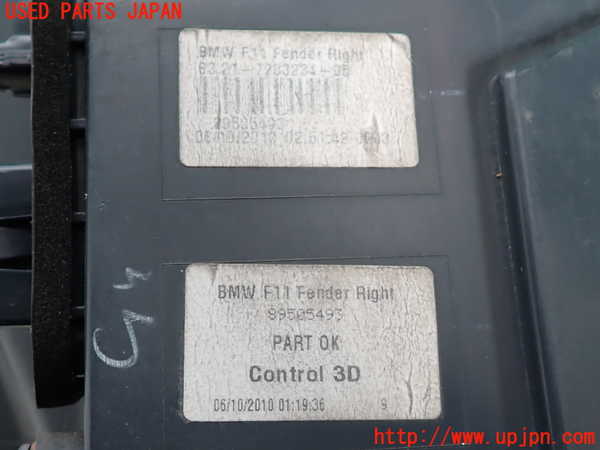 USED PARTS JAPAN
BMW F11 Fender Right
63.21-7203234-
BMW F11 Fender Right
89505493
PART OK
Control 3D
06/10/2010 01:19:36 9
UPJ http://www.upjpn.com/